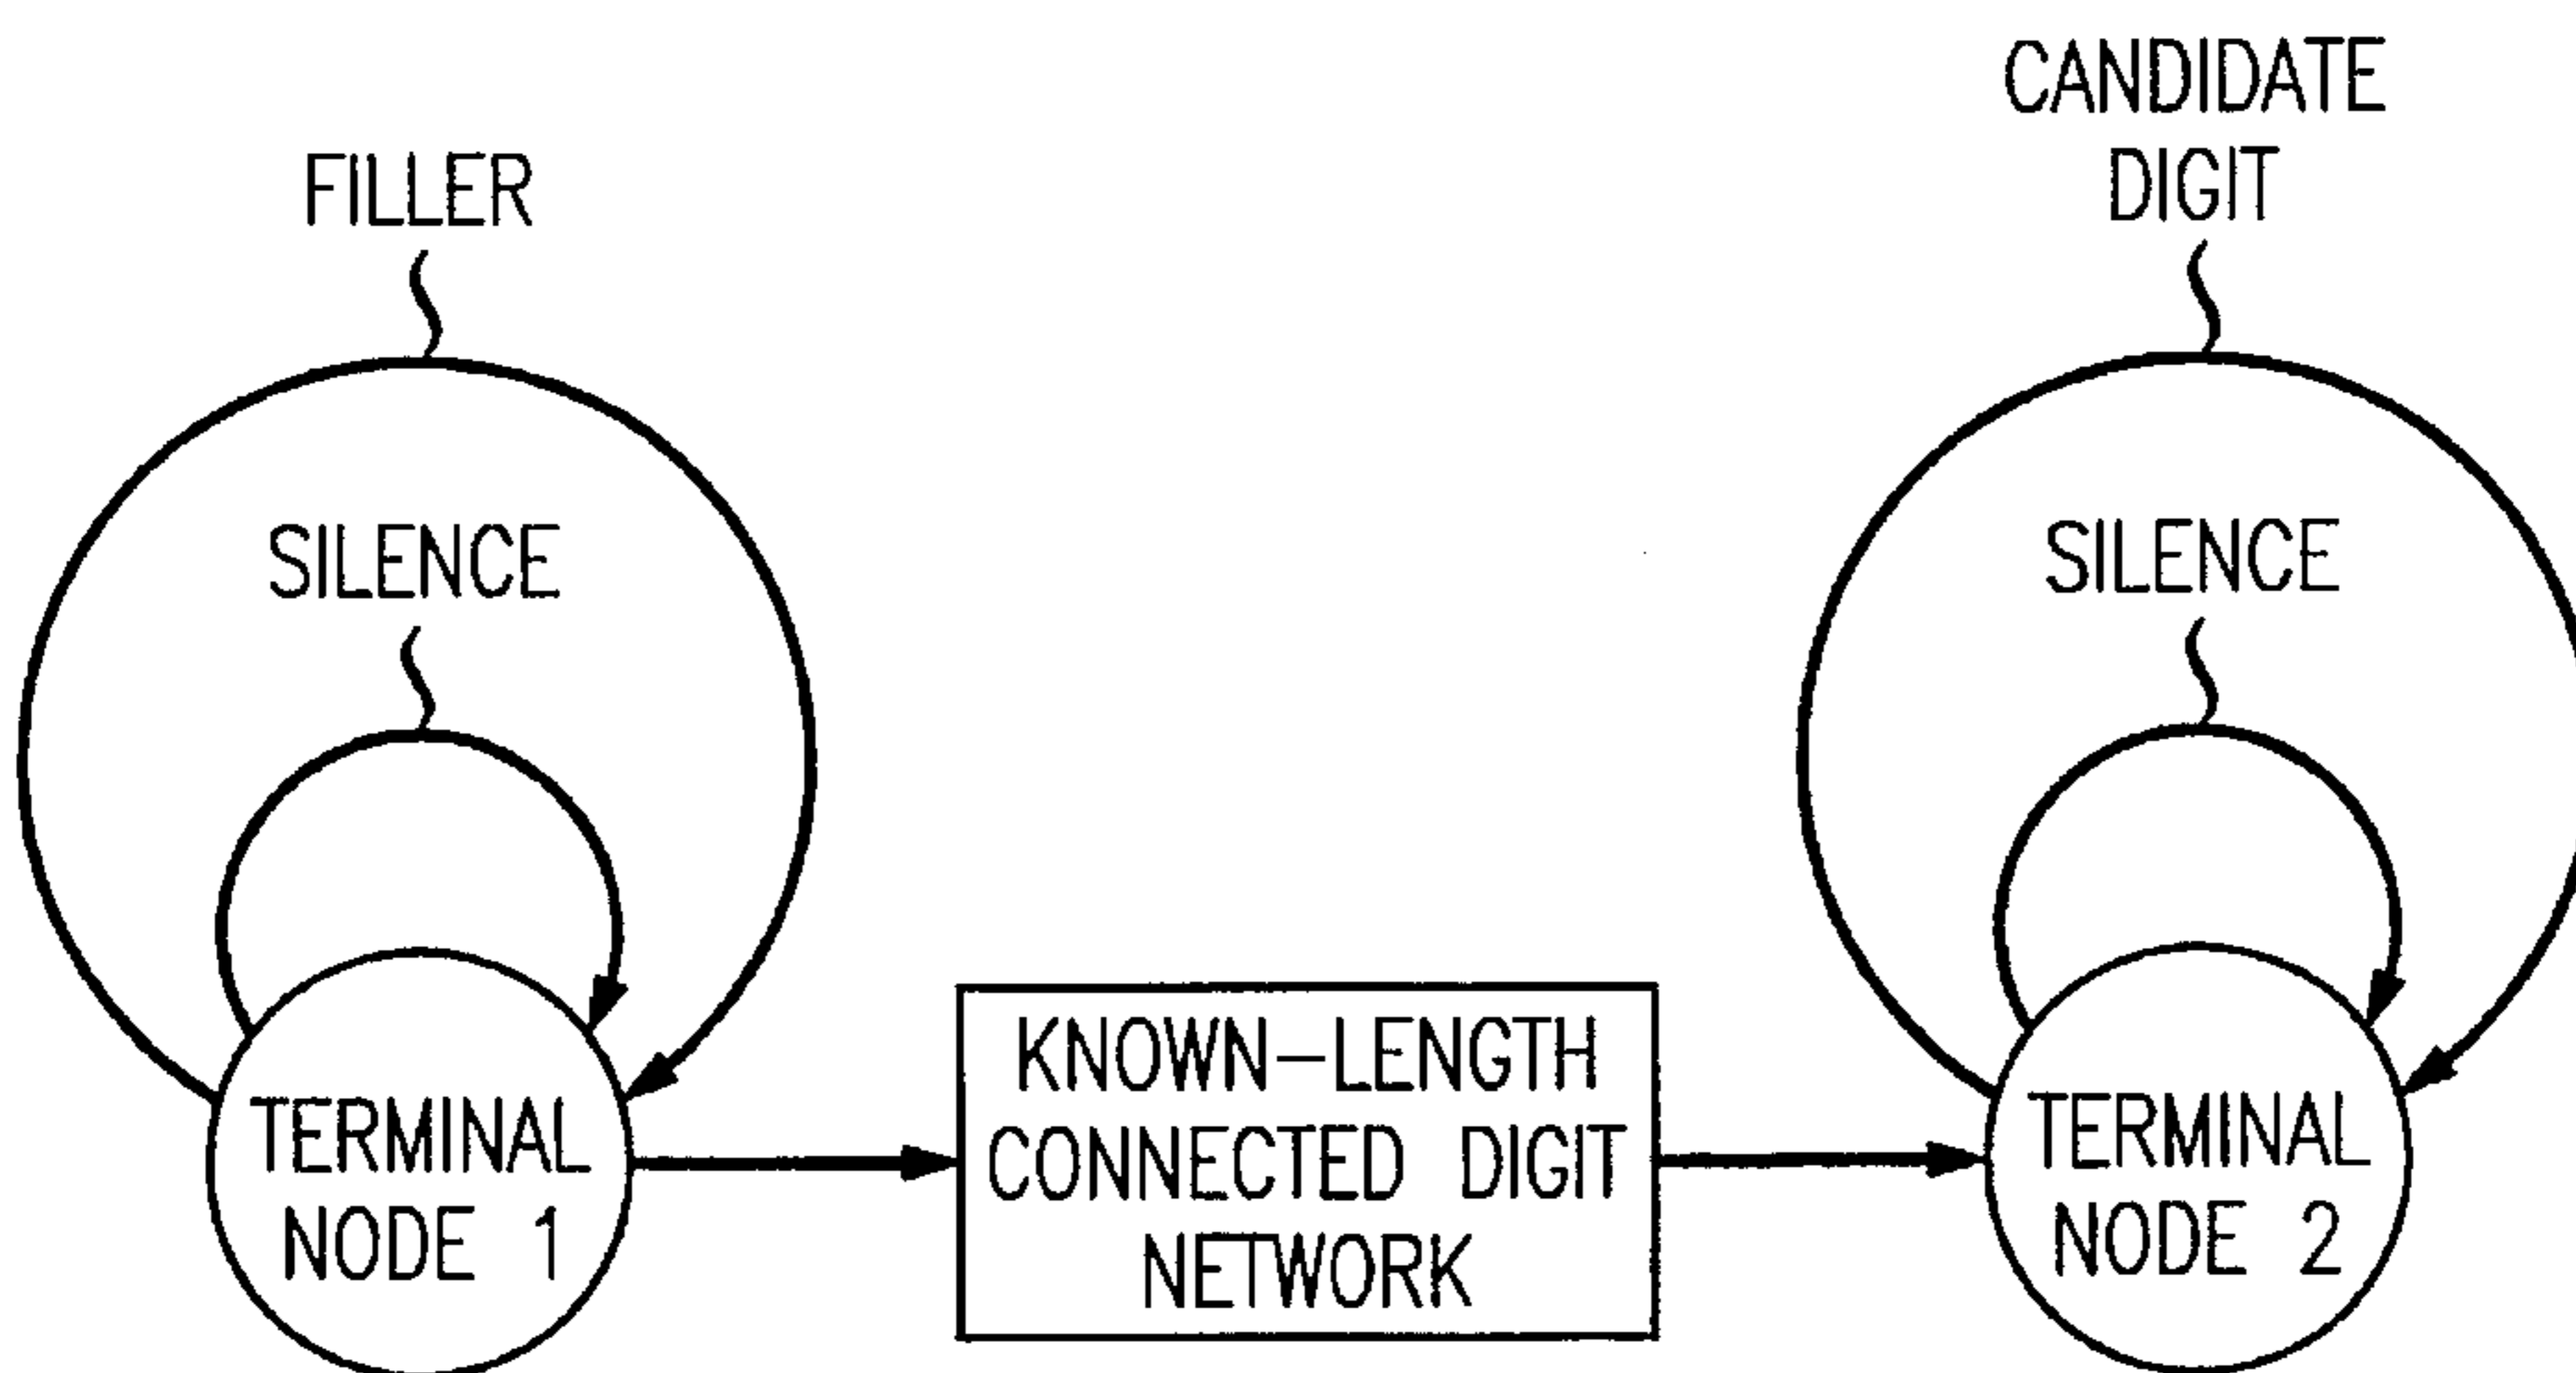 FILLER
SILENCE
TERMINAL
NODE 1
KNOWN-LENGTH
CONNECTED DIGIT
NETWORK
CANDIDATE
DIGIT
SILENCE
TERMINAL
NODE 2